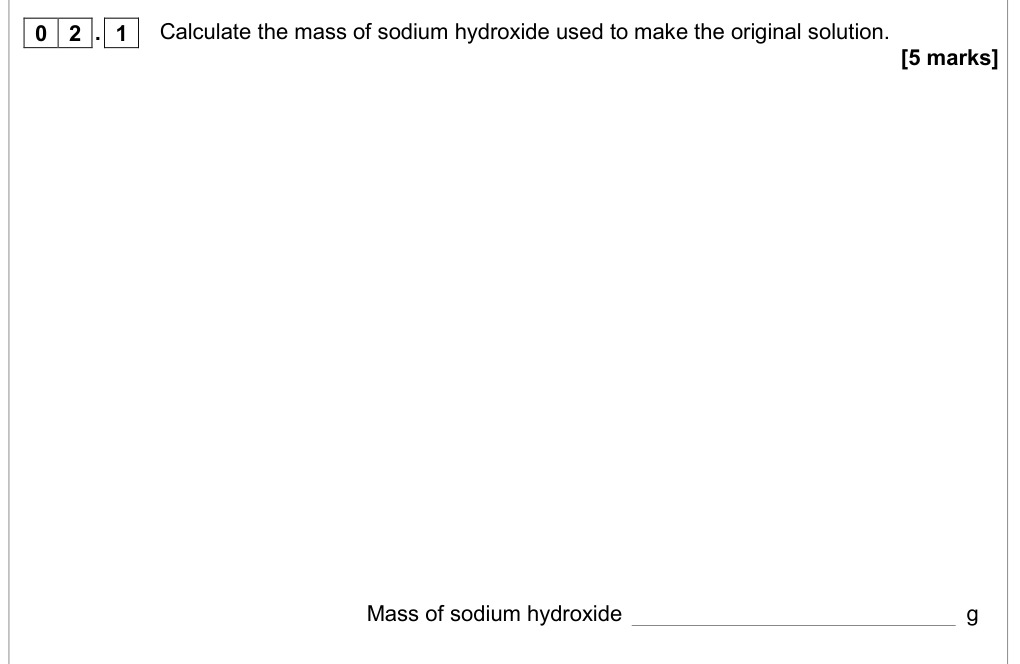 0 2 . 1 Calculate the mass of sodium hydroxide used to make the original solution.
[5 marks]
Mass of sodium hydroxide ______________________________ g